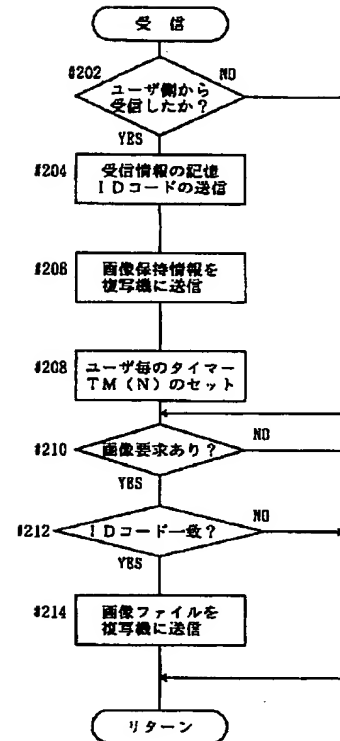 受 信
#202
NO
ユーザ側から
受信したか？
YES
#204
受信情報の記憶
IDコードの送信
#206
画像保持情報を
複写機に送信
#208
ユーザ毎のタイマー
TM(N)のセット
#210
画像要求あり？
NO
YES
#212
IDコード一致？
NO
YES
#214
画像ファイルを
複写機に送信
リターン